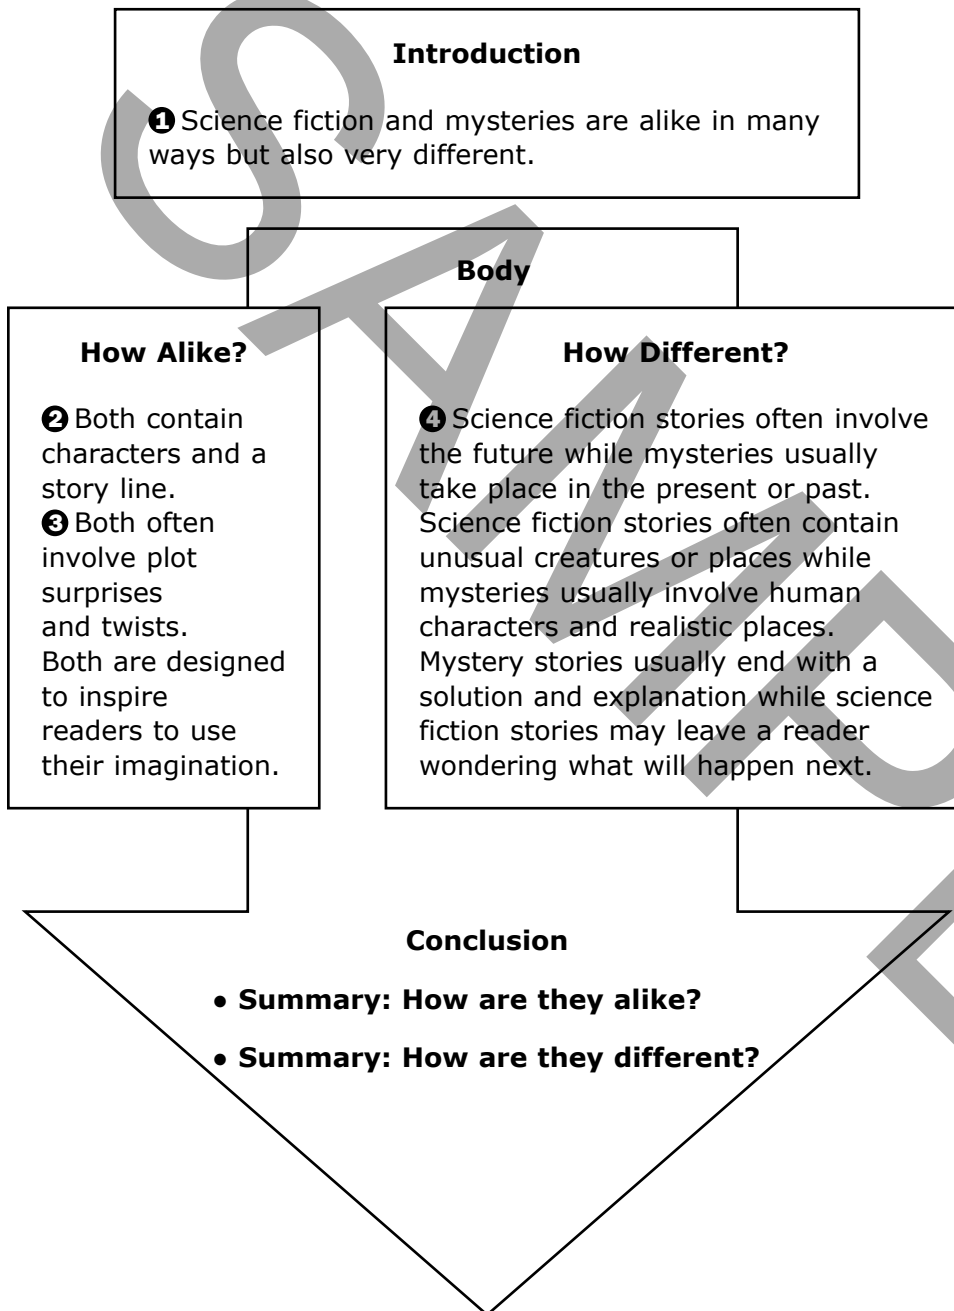 Introduction
❶ Science fiction and mysteries are alike in many
ways but also very different.
Body
How Alike?
❷ Both contain
characters and a
story line.
❸ Both often
involve plot
surprises
and twists.
Both are designed
to inspire
readers to use
their imagination.
How Different?
❹ Science fiction stories often involve
the future while mysteries usually
take place in the present or past.
Science fiction stories often contain
unusual creatures or places while
mysteries usually involve human
characters and realistic places.
Mystery stories usually end with a
solution and explanation while science
fiction stories may leave a reader
wondering what will happen next.
Conclusion
● Summary: How are they alike?
● Summary: How are they different?
SAMP